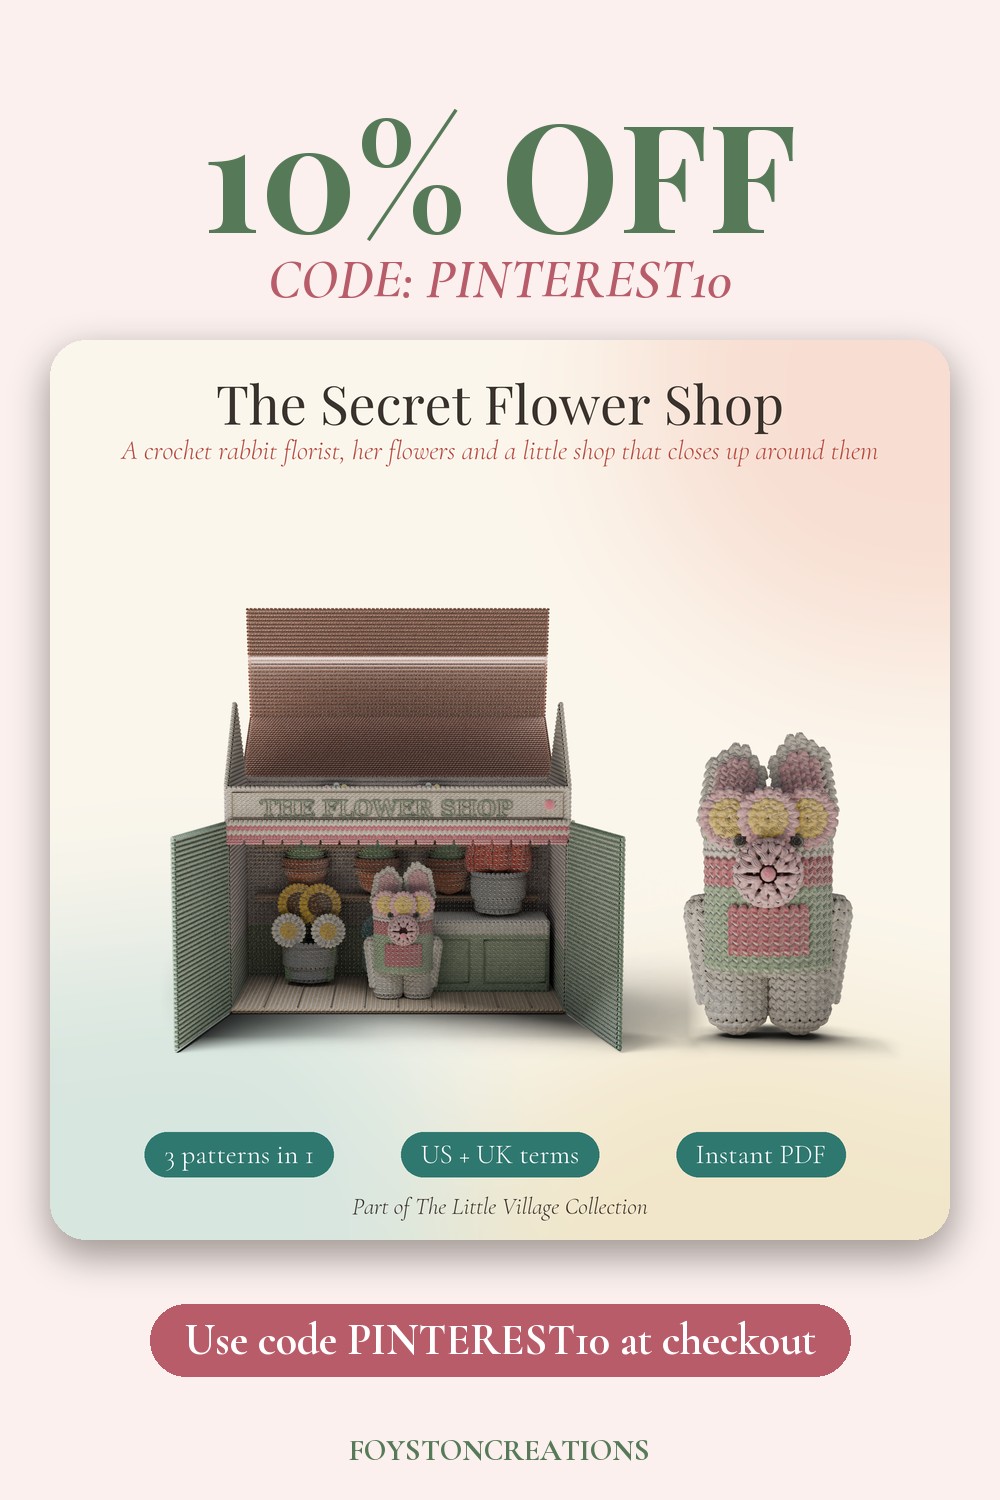 10% OFF
CODE: PINTEREST10
The Secret Flower Shop
A crochet rabbit florist, her flowers and a little shop that closes up around them
THE FLOWER SHOP
3 patterns in 1
US + UK terms
Instant PDF
Part of The Little Village Collection
Use code PINTEREST10 at checkout
FOYSTONCREATIONS